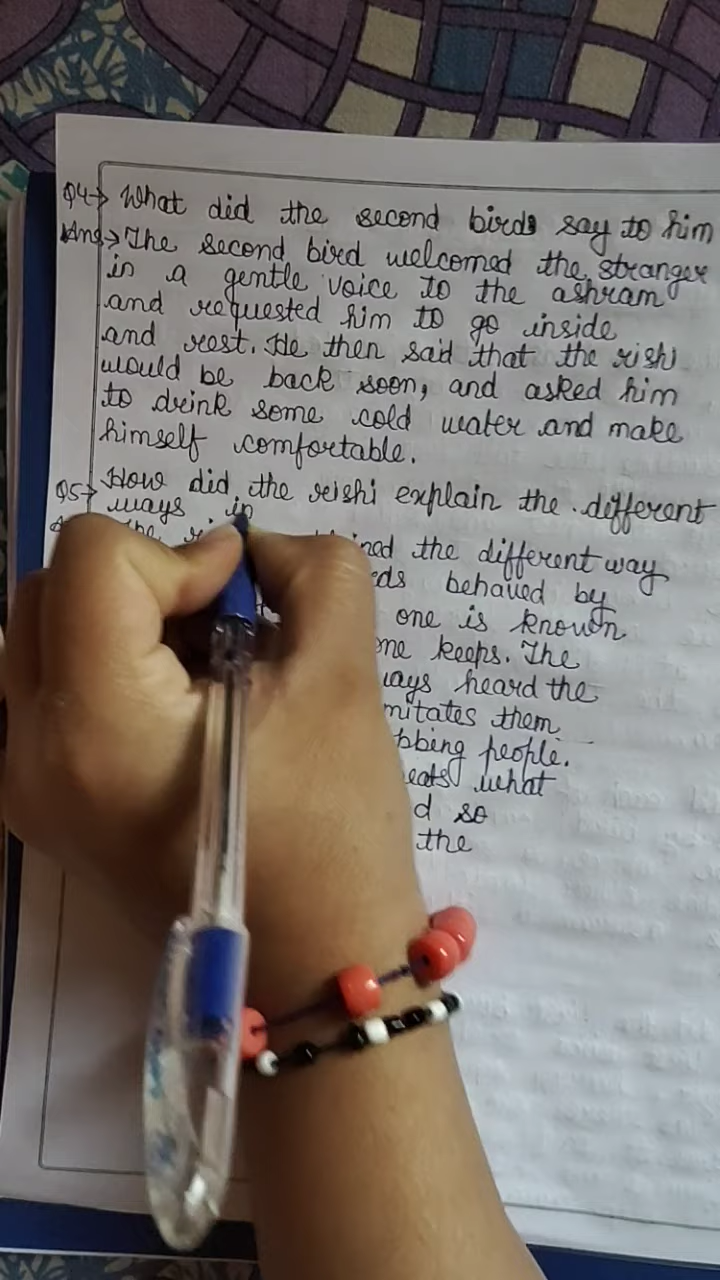 Q4→ What did the second birds say to him
Ans→ The second bird welcomed the stranger
in a gentle voice to the ashram
and requested him to go inside
and rest. He then said that the rishi
would be back soon, and asked him
to drink some cold water and make
himself comfortable.
Q5→ How did the rishi explain the different
ways in
The the different way
behaved by
one is known
keeps. The
heard the
them
people.
what
so
the